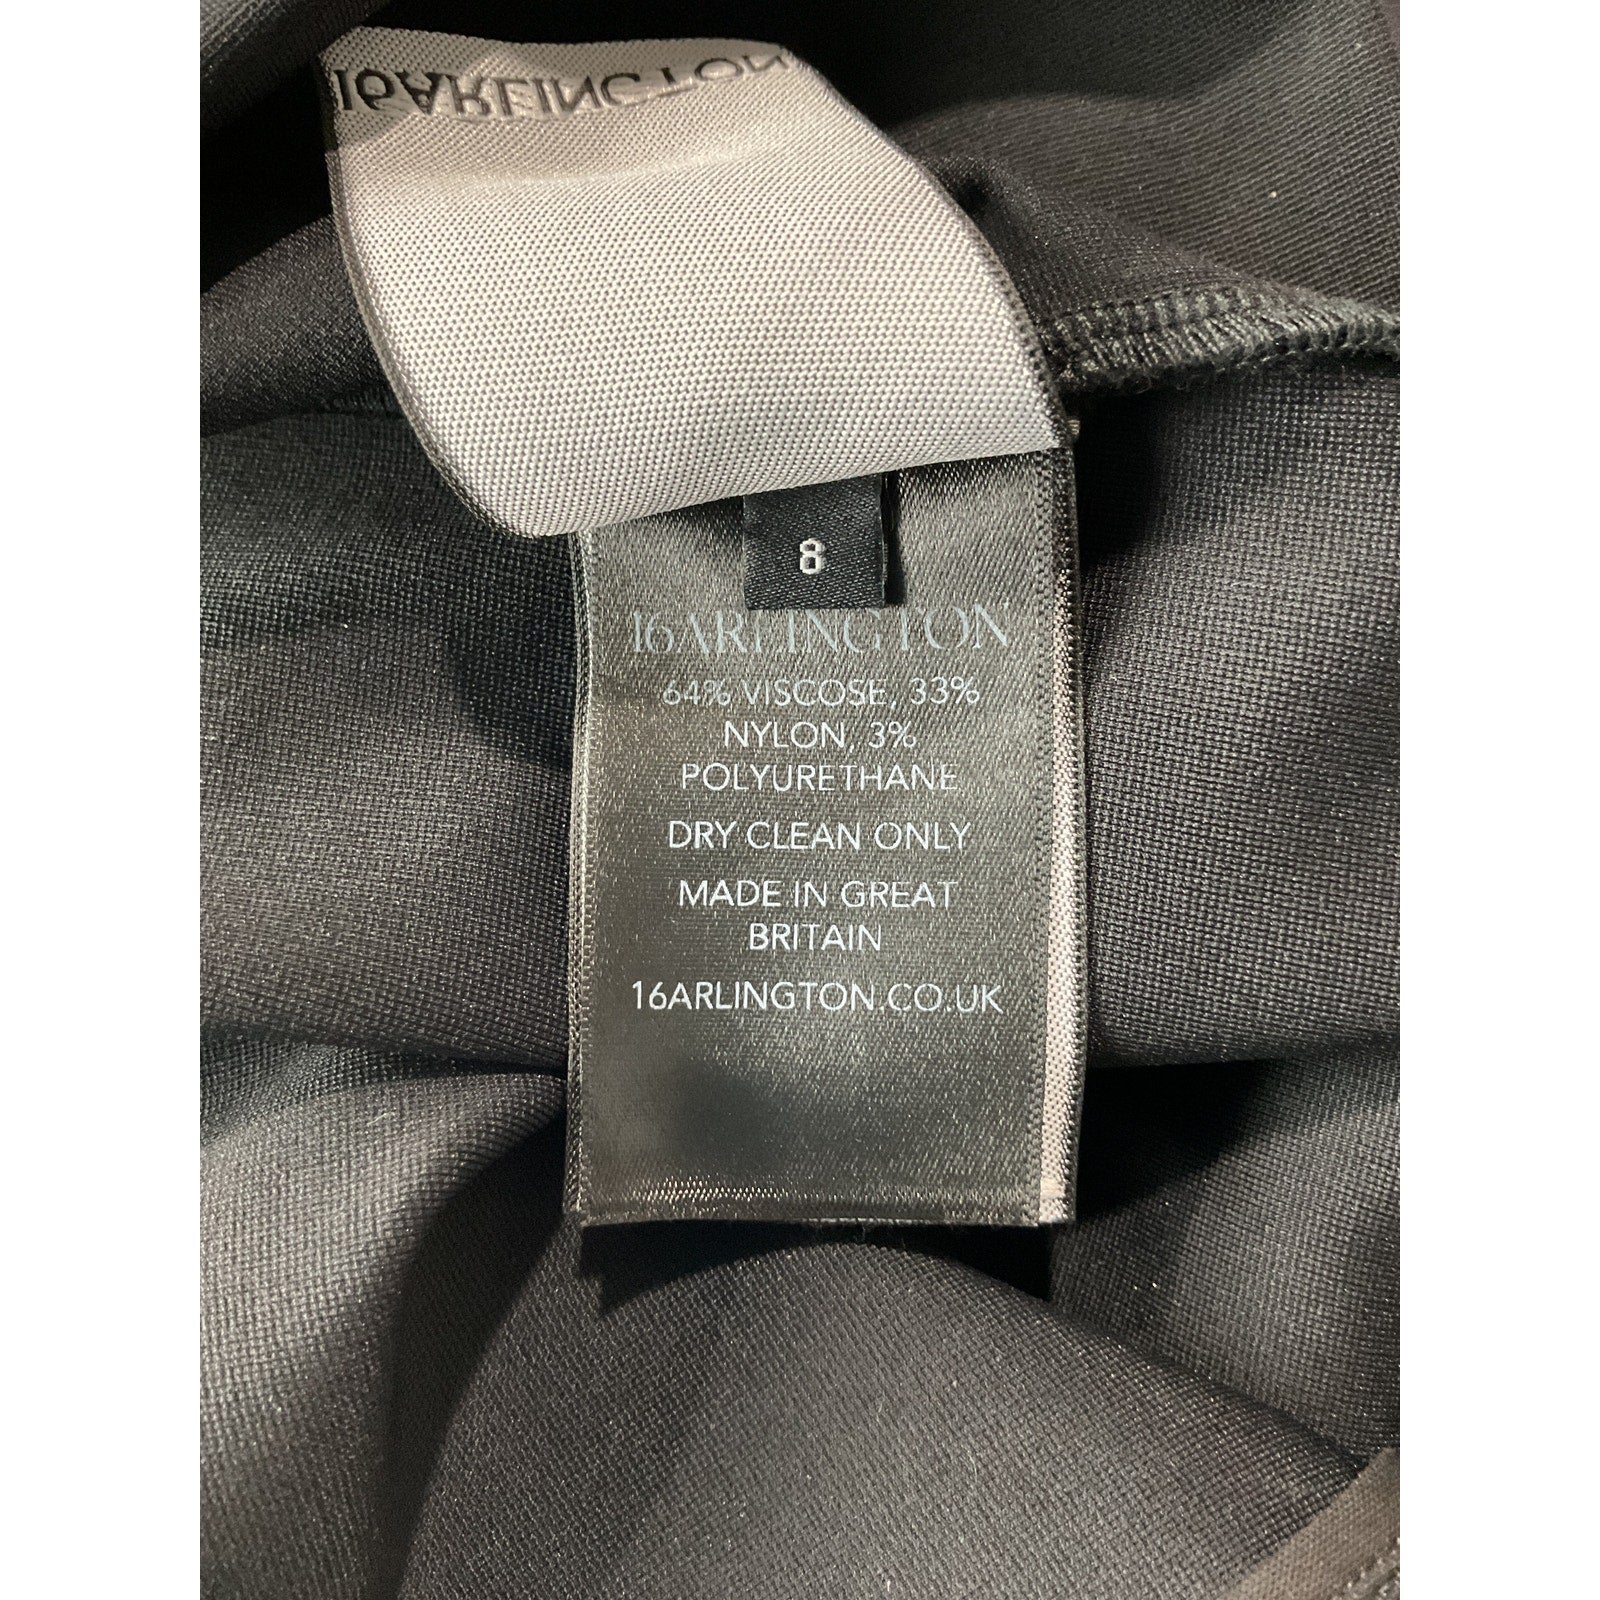 16ARLINGTON
8
16ARLINGTON
64% VISCOSE, 33%
NYLON, 3%
POLYURETHANE
DRY CLEAN ONLY
MADE IN GREAT
BRITAIN
16ARLINGTON.CO.UK